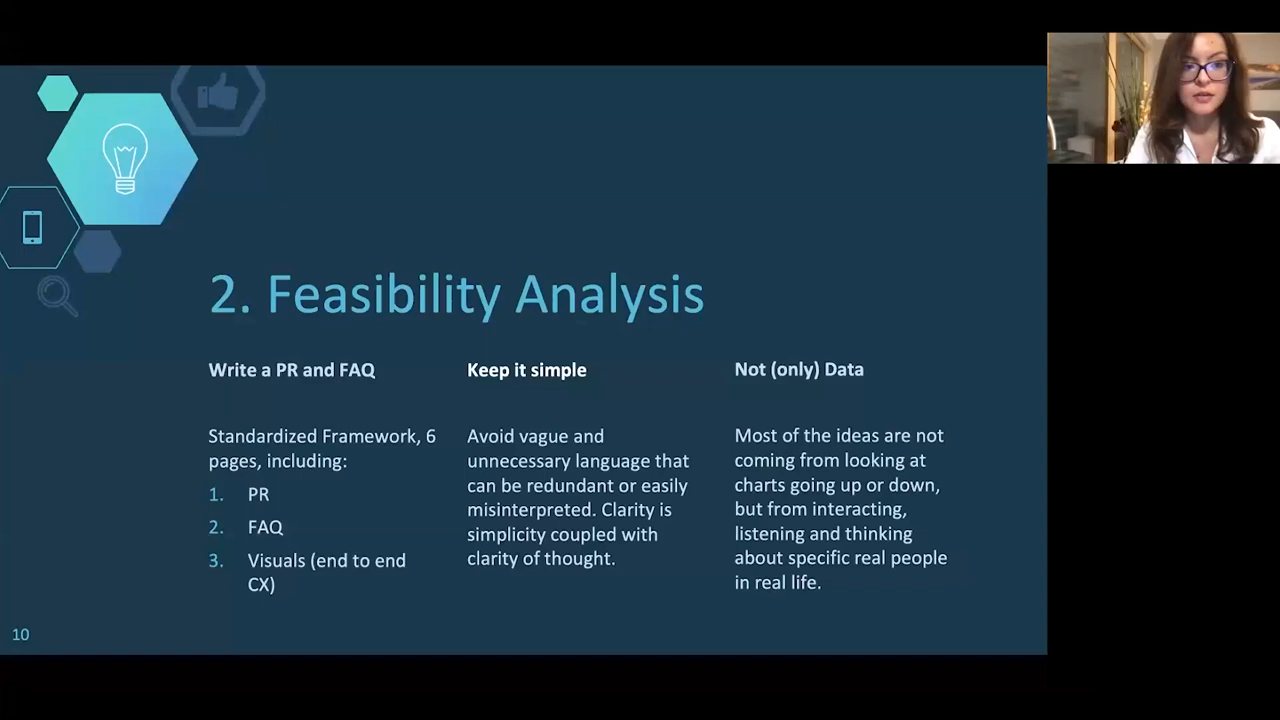 2. Feasibility Analysis
Write a PR and FAQ
Standardized Framework, 6
pages, including:
1. PR
2. FAQ
3. Visuals (end to end
CX)
Keep it simple
Avoid vague and
unnecessary language that
can be redundant or easily
misinterpreted. Clarity is
simplicity coupled with
clarity of thought.
Not (only) Data
Most of the ideas are not
coming from looking at
charts going up or down,
but from interacting,
listening and thinking
about specific real people
in real life.
10